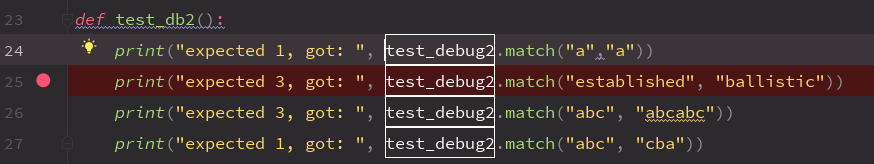 23 def test_db2():
24 print("expected 1, got: ", test_debug2.match("a","a"))
25 print("expected 3, got: ", test_debug2.match("established", "ballistic"))
26 print("expected 3, got: ", test_debug2.match("abc", "abcabc"))
27 print("expected 1, got: ", test_debug2.match("abc", "cba"))